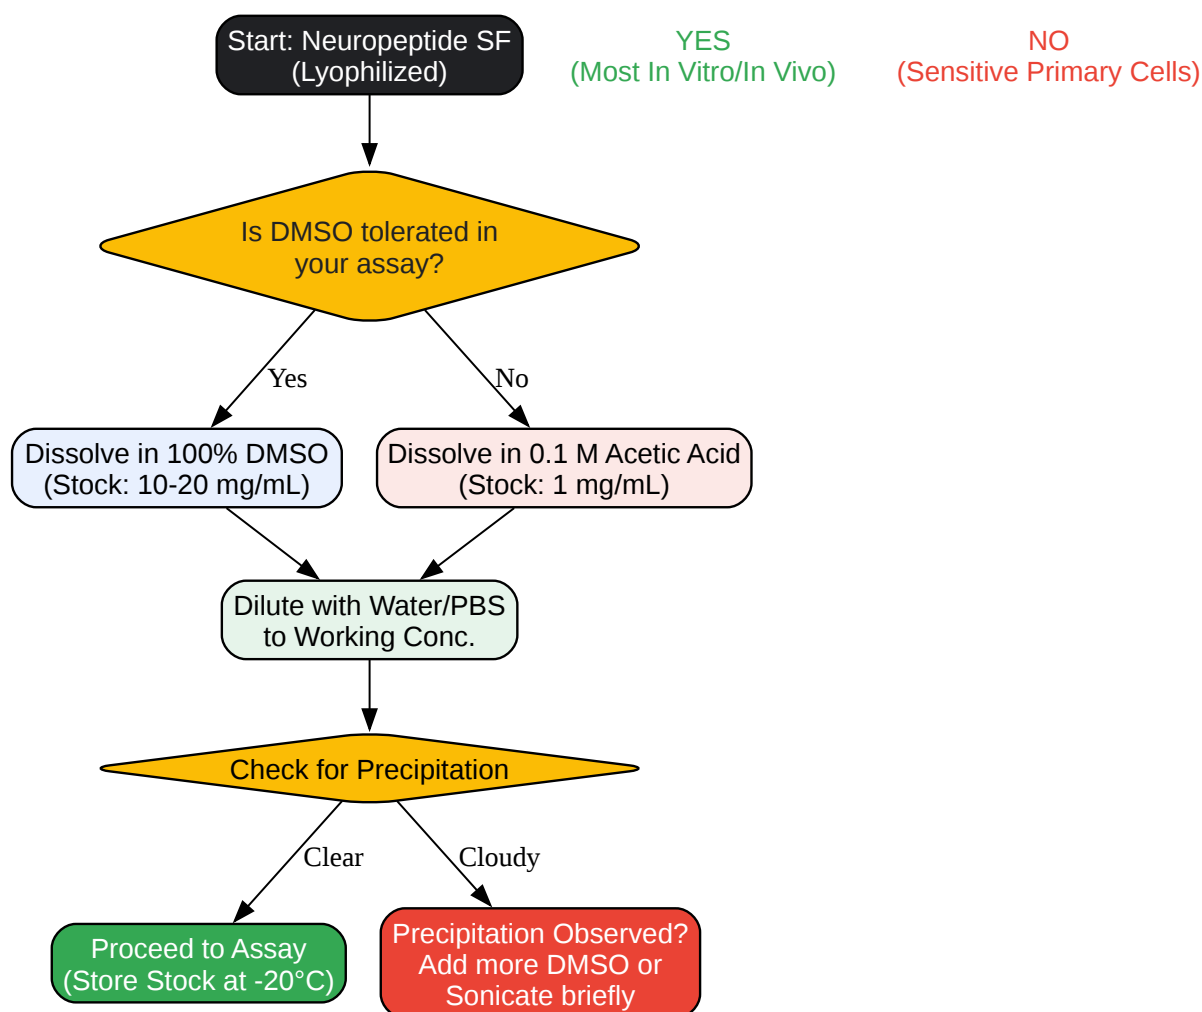 Start: Neuropeptide SF
(Lyophilized)
YES
(Most In Vitro/In Vivo)
NO
(Sensitive Primary Cells)
Is DMSO tolerated in
your assay?
Yes
No
Dissolve in 100% DMSO
(Stock: 10-20 mg/mL)
Dissolve in 0.1 M Acetic Acid
(Stock: 1 mg/mL)
Dilute with Water/PBS
to Working Conc.
Check for Precipitation
Clear
Cloudy
Proceed to Assay
(Store Stock at -20°C)
Precipitation Observed?
Add more DMSO or
Sonicate briefly